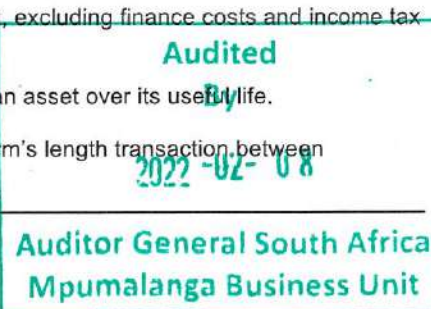 , excluding finance costs and income tax
Audited
an asset over its useful life.
By
m's length transaction between
2022 -02- 08
Auditor General South Africa
Mpumalanga Business Unit